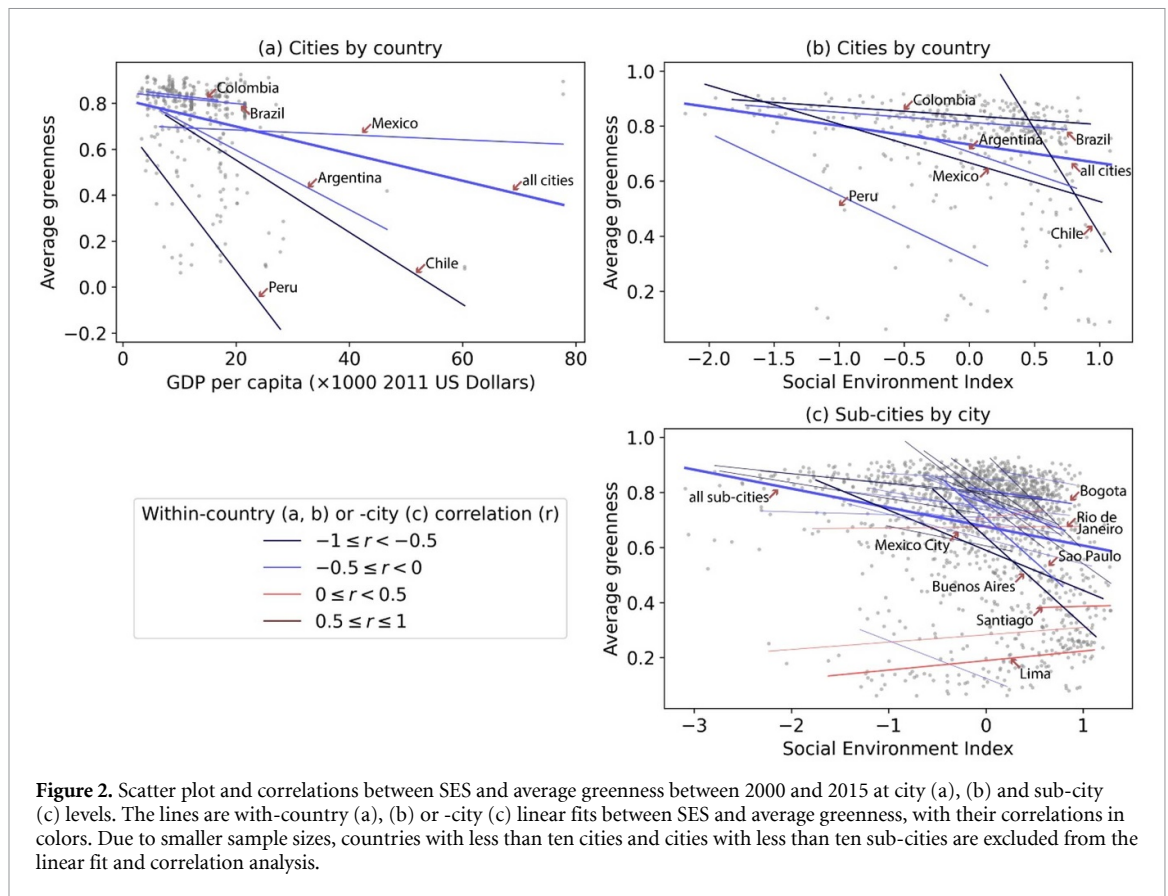 (a) Cities by country
Average greenness
0.8
0.6
0.4
0.2
0.0
−0.2
Colombia
Brazil
Mexico
all cities
Argentina
Chile
Peru
0
20
40
60
80
GDP per capita (×1000 2011 US Dollars)
(b) Cities by country
Average greenness
1.0
0.8
0.6
0.4
0.2
Colombia
Brazil
Argentina
all cities
Mexico
Peru
Chile
−2.0
−1.5
−1.0
−0.5
0.0
0.5
1.0
Social Environment Index
Within-country (a, b) or -city (c) correlation (r)
−1 ≤ r < −0.5
−0.5 ≤ r < 0
0 ≤ r < 0.5
0.5 ≤ r ≤ 1
(c) Sub-cities by city
Average greenness
1.0
0.8
0.6
0.4
0.2
all sub-cities
Bogota
Rio de
Janeiro
Mexico City
Sao Paulo
Buenos Aires
Santiago
Lima
−3
−2
−1
0
1
Social Environment Index
Figure 2. Scatter plot and correlations between SES and average greenness between 2000 and 2015 at city (a), (b) and sub-city
(c) levels. The lines are with-country (a), (b) or -city (c) linear fits between SES and average greenness, with their correlations in
colors. Due to smaller sample sizes, countries with less than ten cities and cities with less than ten sub-cities are excluded from the
linear fit and correlation analysis.